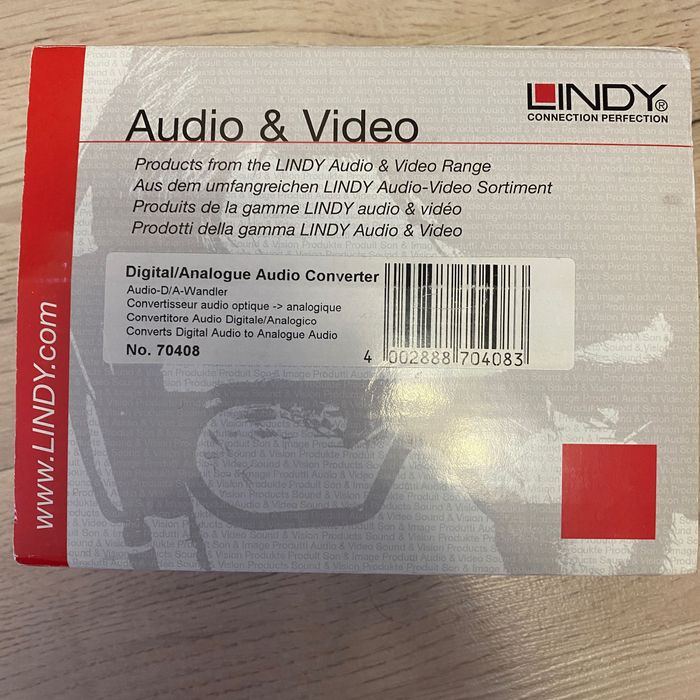 LINDY®
CONNECTION PERFECTION
Audio & Video
Products from the LINDY Audio & Video Range
Aus dem umfangreichen LINDY Audio-Video Sortiment
Produits de la gamme LINDY audio & vidéo
Prodotti della gamma LINDY Audio & Video
Digital/Analogue Audio Converter
Audio-D/A-Wandler
Convertisseur audio optique -> analogique
Convertitore Audio Digitale/Analogico
Converts Digital Audio to Analogue Audio
No. 70408
4 002888 704083
www.LINDY.com